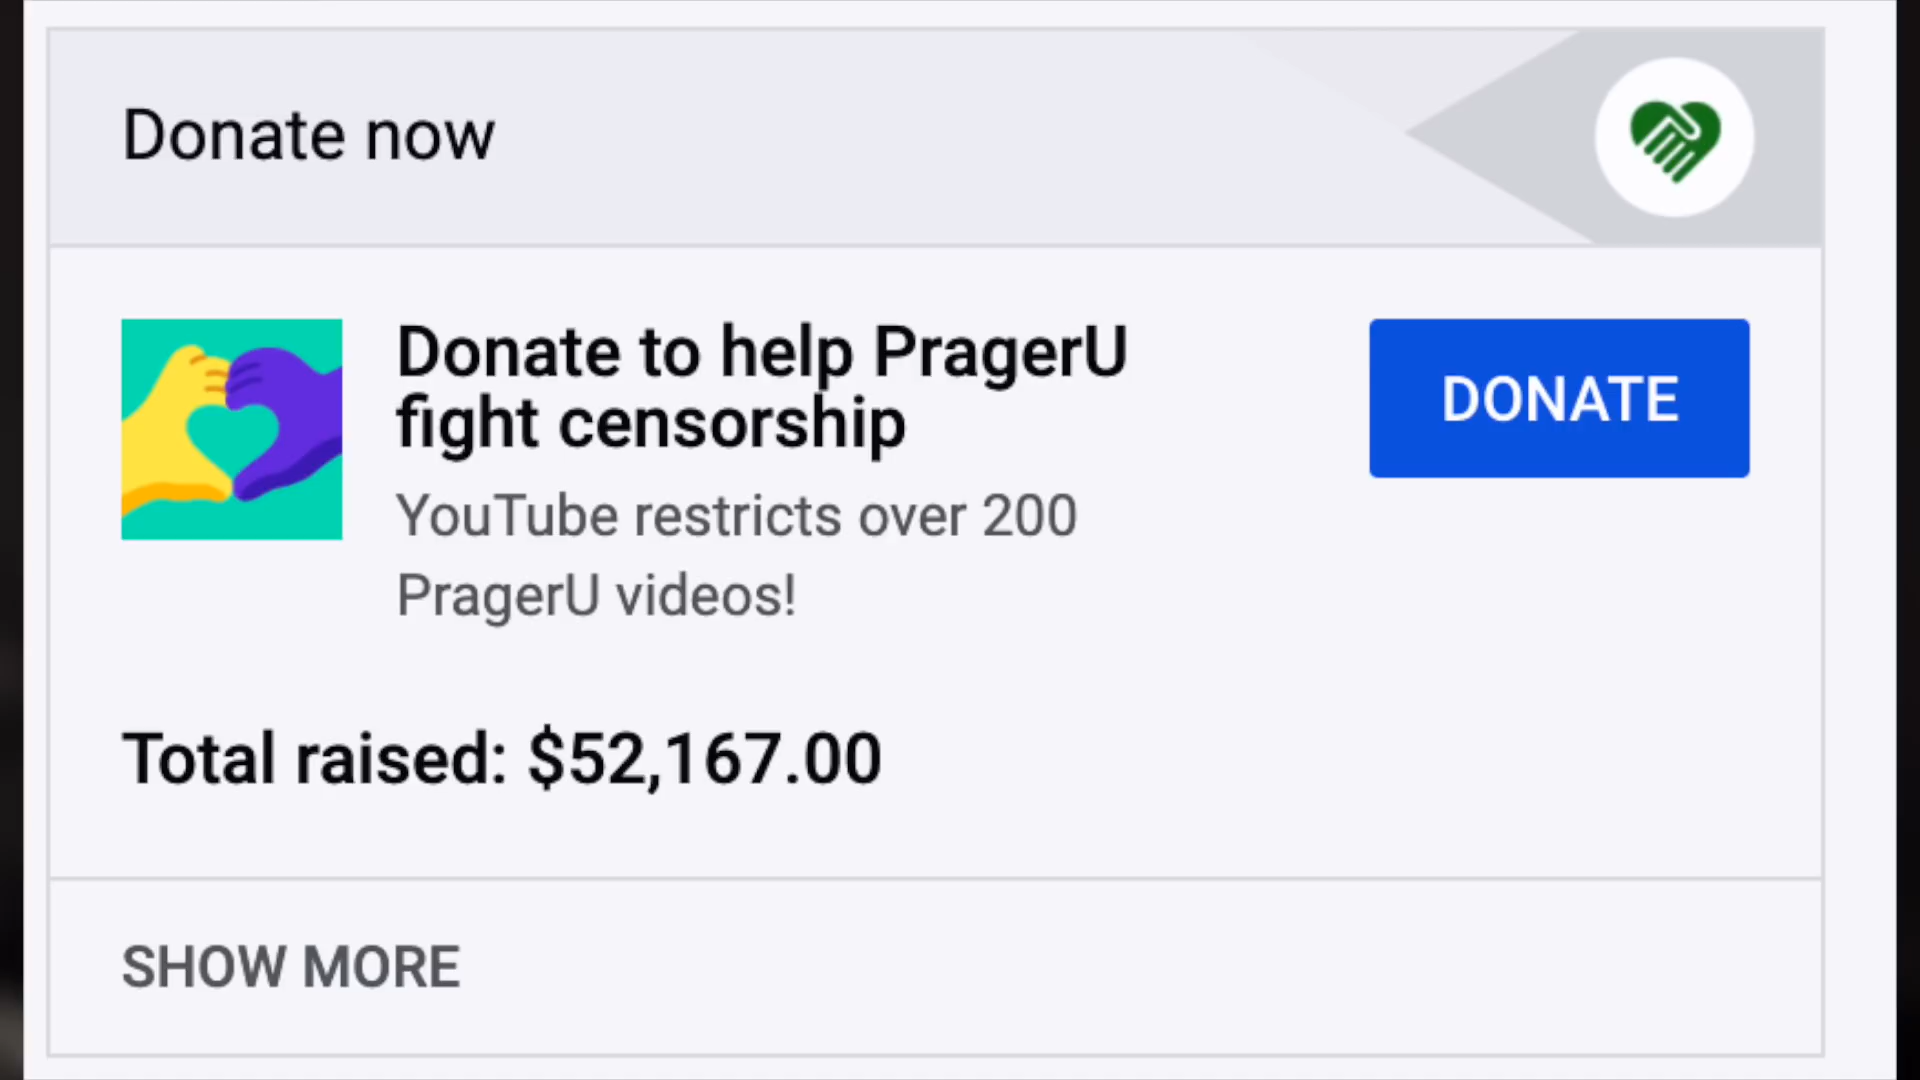 Donate now
Donate to help PragerU
fight censorship
DONATE
YouTube restricts over 200
PragerU videos!
Total raised: $52,167.00
SHOW MORE